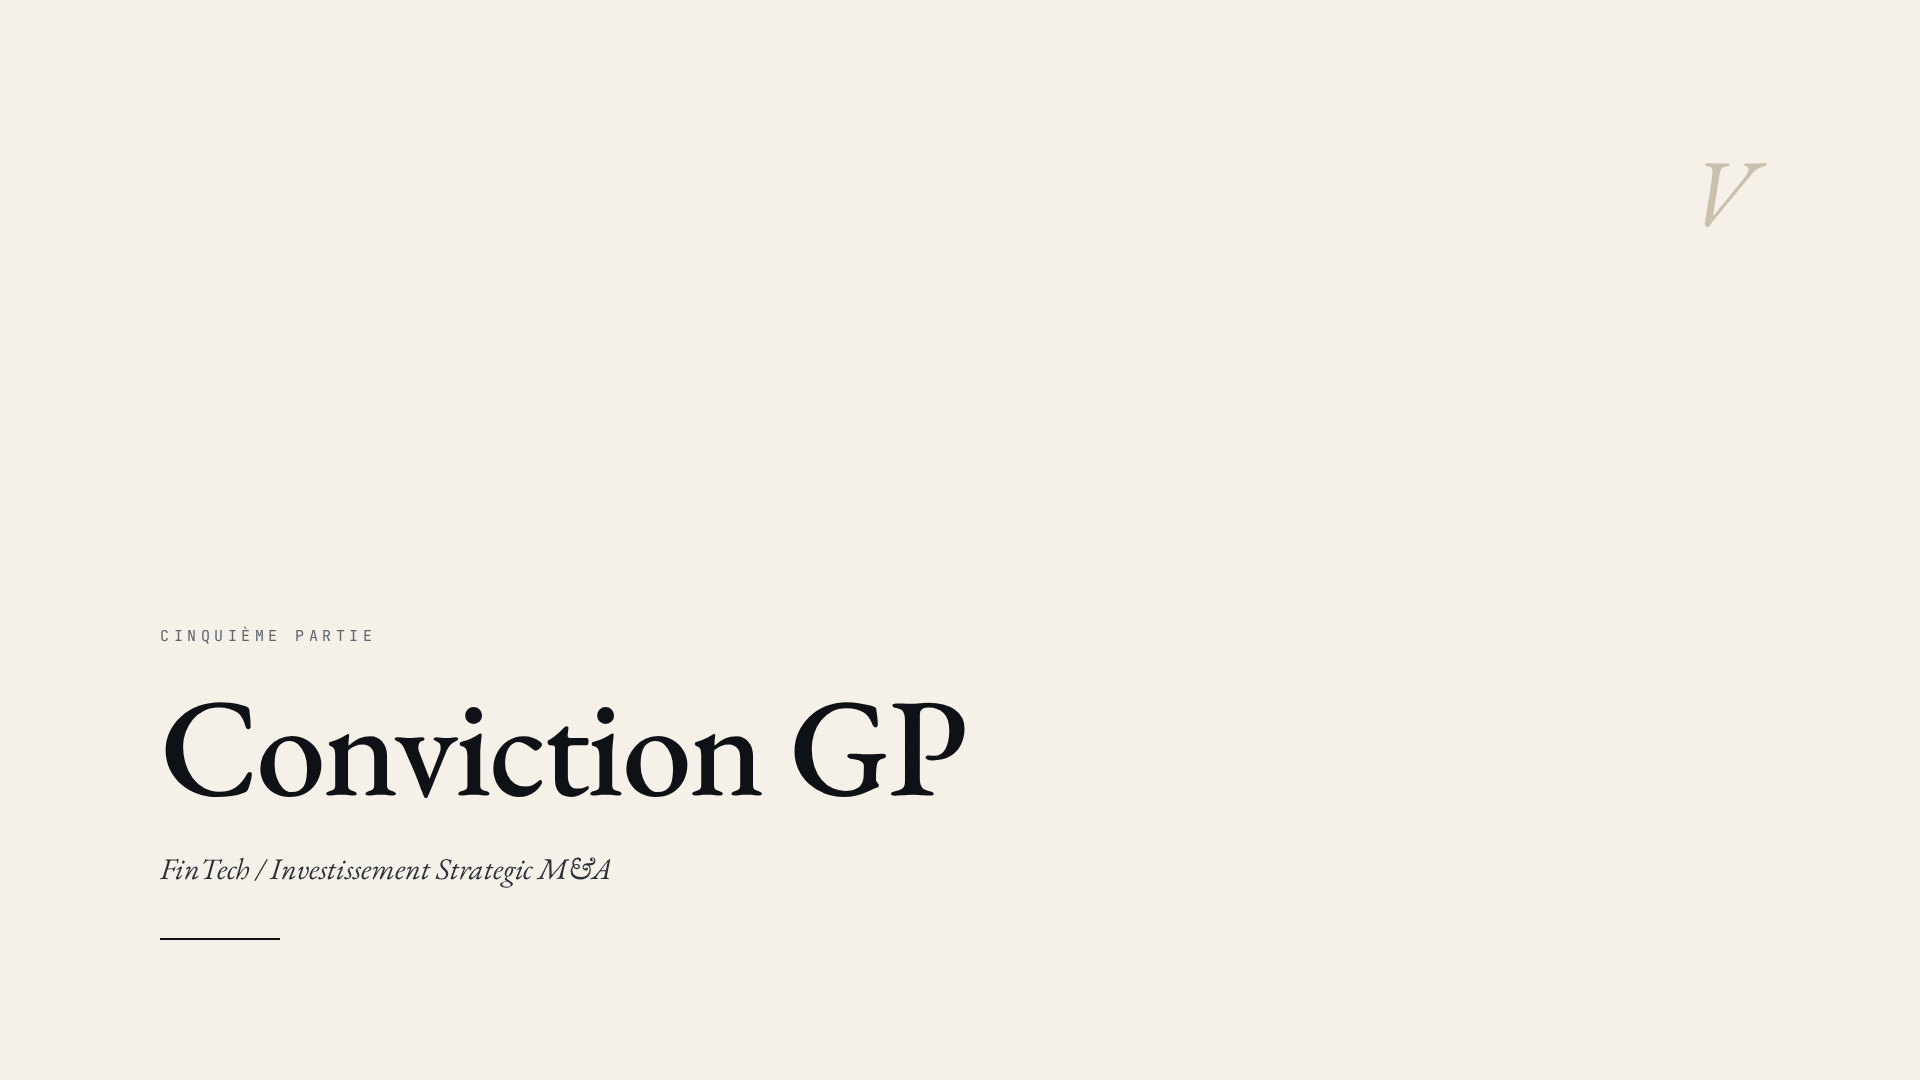 V
CINQUIÈME PARTIE
Conviction GP
FinTech / Investissement Strategic M&A